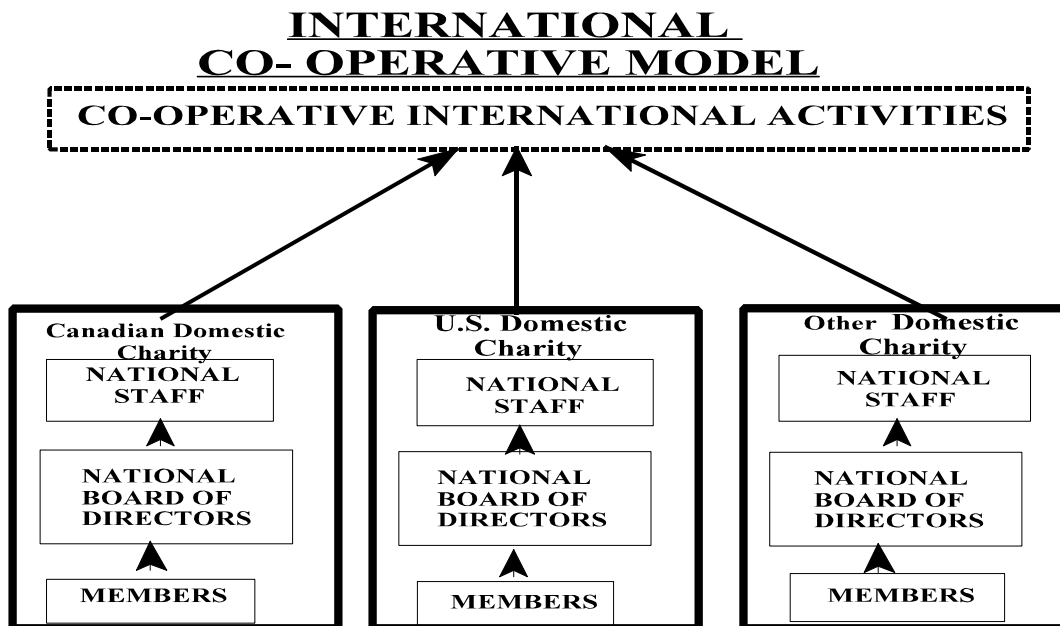 INTERNATIONAL
CO- OPERATIVE MODEL
CO-OPERATIVE INTERNATIONAL ACTIVITIES
Canadian Domestic
Charity
NATIONAL
STAFF
NATIONAL
BOARD OF
DIRECTORS
MEMBERS
U.S. Domestic
Charity
NATIONAL
STAFF
NATIONAL
BOARD OF
DIRECTORS
MEMBERS
Other Domestic
Charity
NATIONAL
STAFF
NATIONAL
BOARD OF
DIRECTORS
MEMBERS